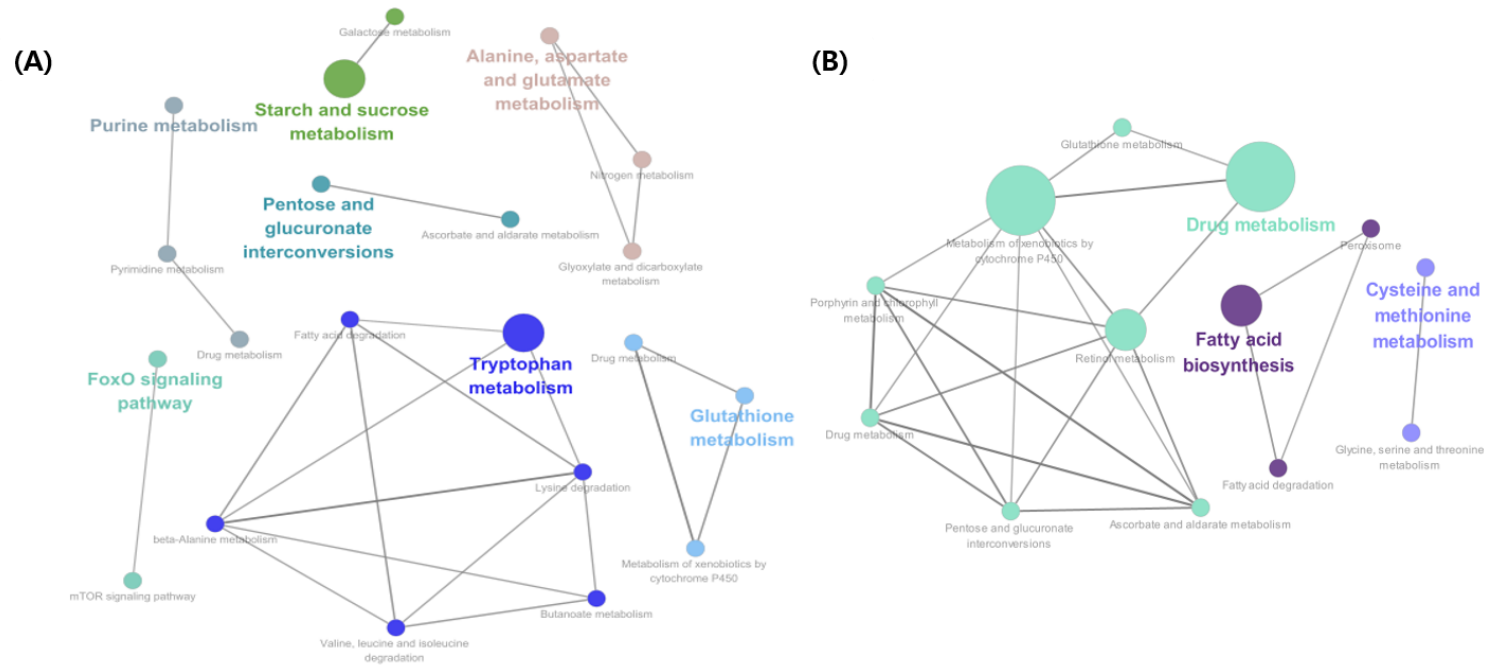 (A)
Galactose metabolism
Starch and sucrose
metabolism
Alanine, aspartate
and glutamate
metabolism
Purine metabolism
Nitrogen metabolism
Pentose and
glucuronate
interconversions
Ascorbate and aldarate metabolism
Glyoxylate and dicarboxylate
metabolism
Pyrimidine metabolism
Drug metabolism
FoxO signaling
pathway
mTOR signaling pathway
Fatty acid degradation
Tryptophan
metabolism
Lysine degradation
beta-Alanine metabolism
Butanoate metabolism
Valine, leucine and isoleucine
degradation
Drug metabolism
Glutathione
metabolism
Metabolism of xenobiotics by
cytochrome P450
(B)
Glutathione metabolism
Drug metabolism
Metabolism of xenobiotics by
cytochrome P450
Porphyrin and chlorophyll
metabolism
Retinol metabolism
Drug metabolism
Pentose and glucuronate
interconversions
Ascorbate and aldarate metabolism
Peroxisome
Fatty acid
biosynthesis
Fatty acid degradation
Cysteine and
methionine
metabolism
Glycine, serine and threonine
metabolism